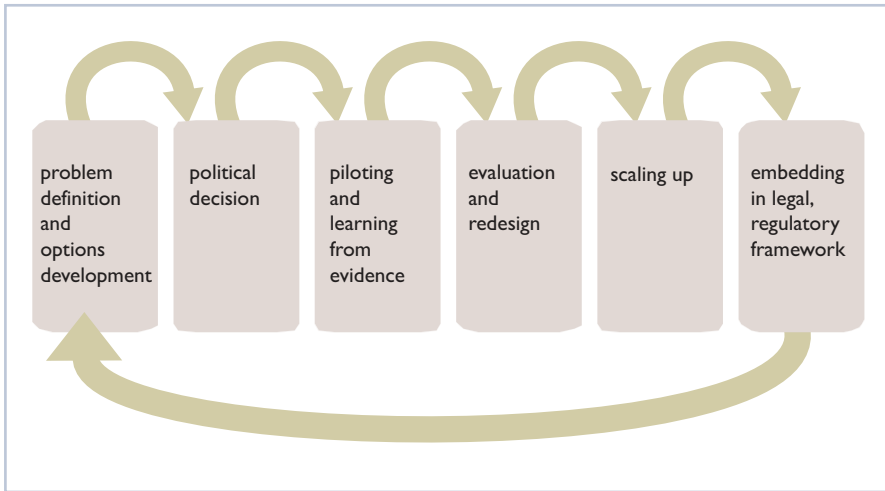 problem
definition
and
options
development
political
decision
piloting
and
learning
from
evidence
evaluation
and
redesign
scaling up
embedding
in legal,
regulatory
framework